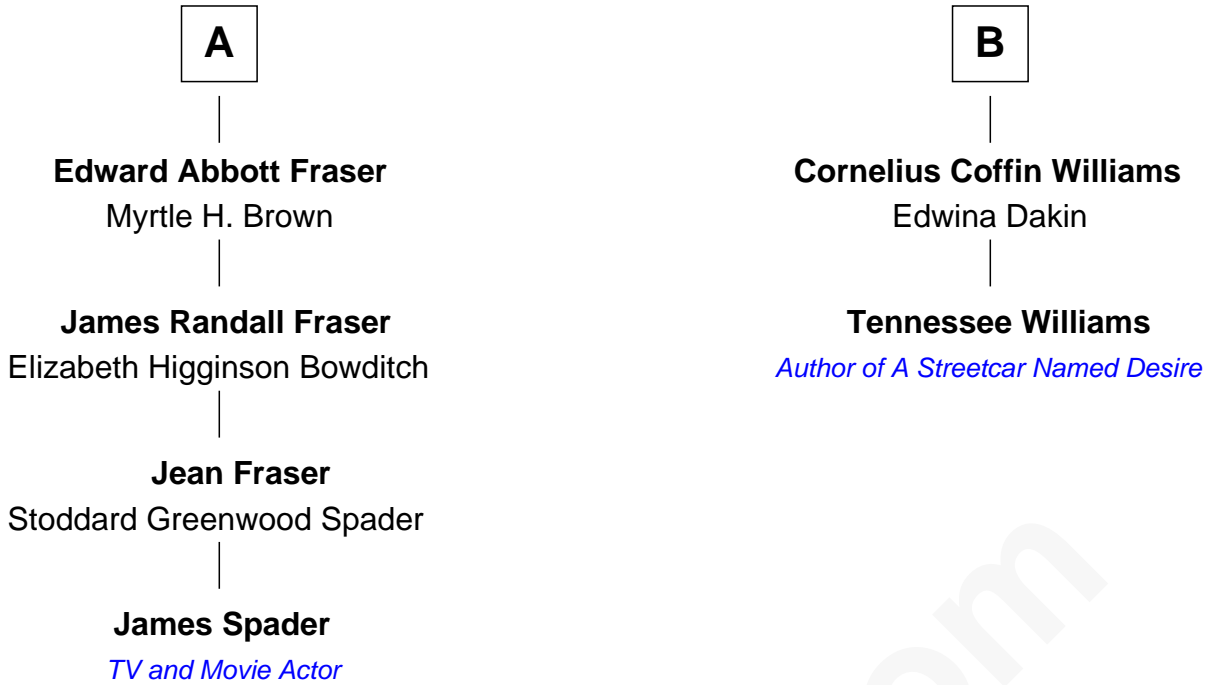 A
Edward Abbott Fraser
Myrtle H. Brown
James Randall Fraser
Elizabeth Higginson Bowditch
Jean Fraser
Stoddard Greenwood Spader
James Spader
TV and Movie Actor
B
Cornelius Coffin Williams
Edwina Dakin
Tennessee Williams
Author of A Streetcar Named Desire
om